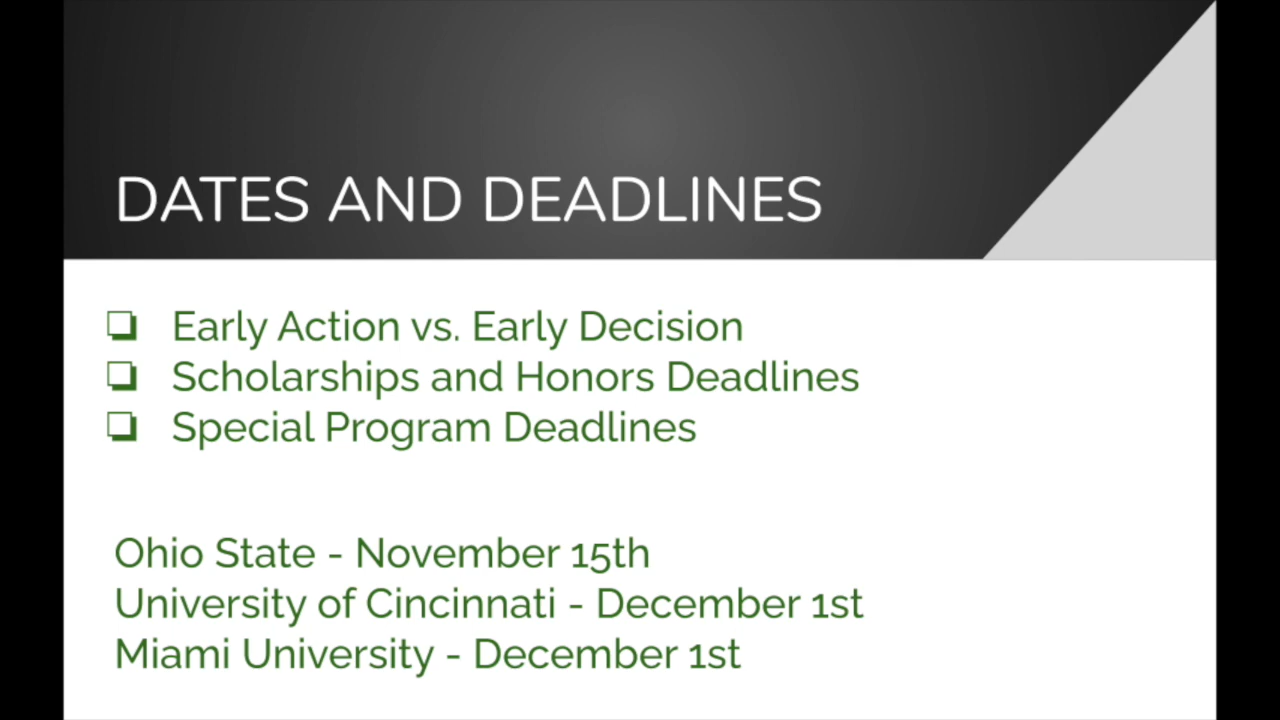 DATES AND DEADLINES
❏ Early Action vs. Early Decision
❏ Scholarships and Honors Deadlines
❏ Special Program Deadlines
Ohio State - November 15th
University of Cincinnati - December 1st
Miami University - December 1st